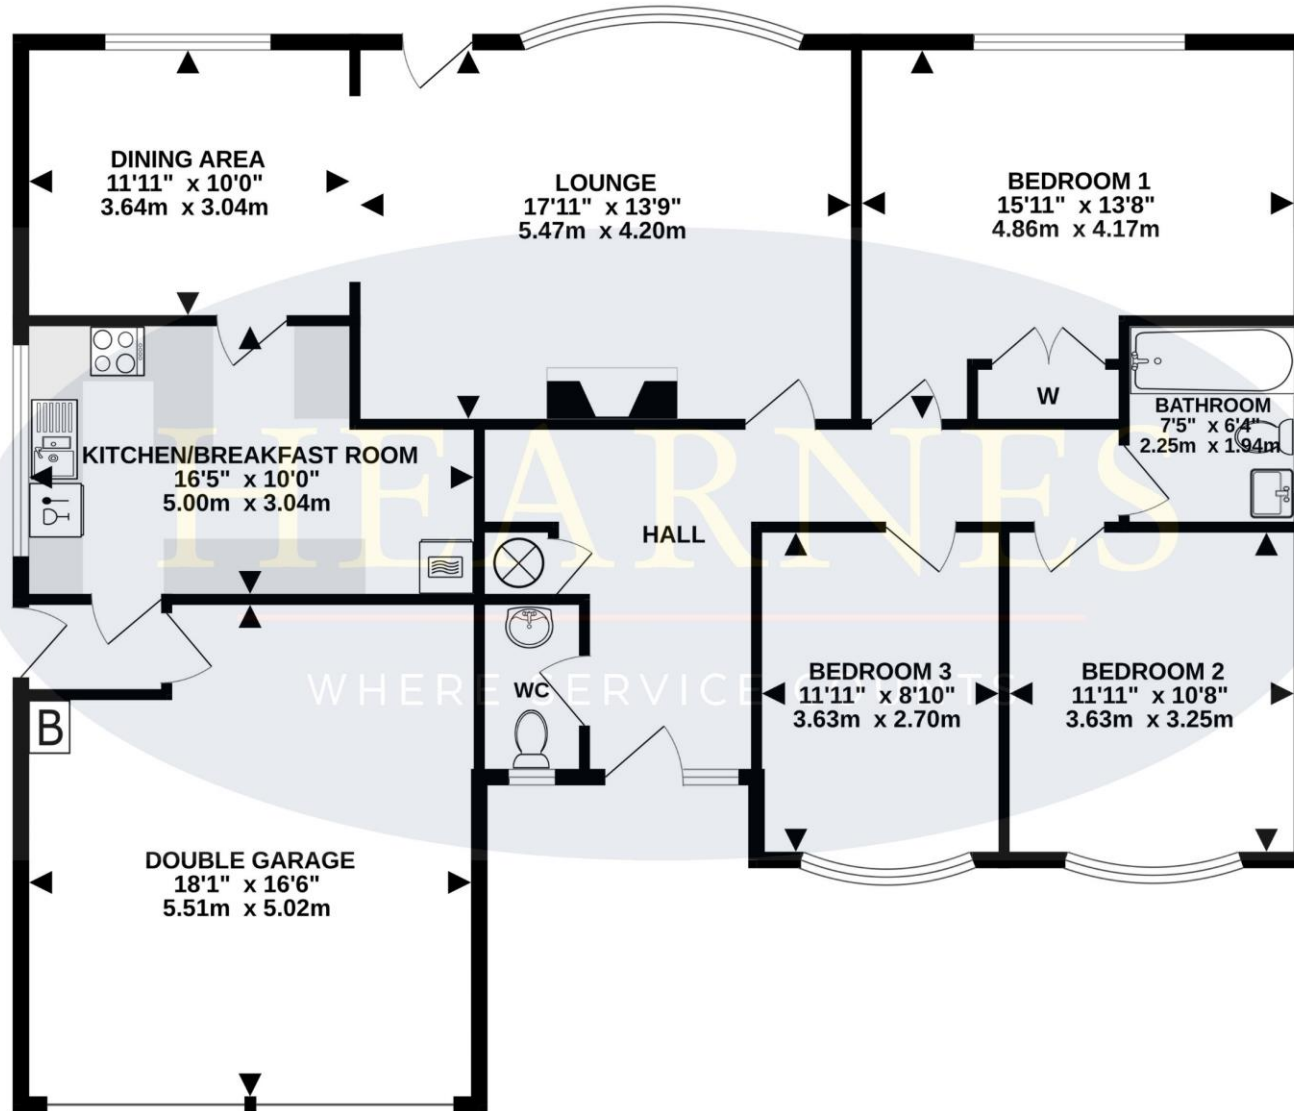 DINING AREA
11'11" x 10'0"
3.64m x 3.04m
LOUNGE
17'11" x 13'9"
5.47m x 4.20m
BEDROOM 1
15'11" x 13'8"
4.86m x 4.17m
W
BATHROOM
7'5" x 6'4"
2.25m x 1.94m
KITCHEN/BREAKFAST ROOM
16'5" x 10'0"
5.00m x 3.04m
HEARNES
HALL
WHERE SERVICE COUNTS
WC
BEDROOM 3
11'11" x 8'10"
3.63m x 2.70m
BEDROOM 2
11'11" x 10'8"
3.63m x 3.25m
B
DOUBLE GARAGE
18'1" x 16'6"
5.51m x 5.02m